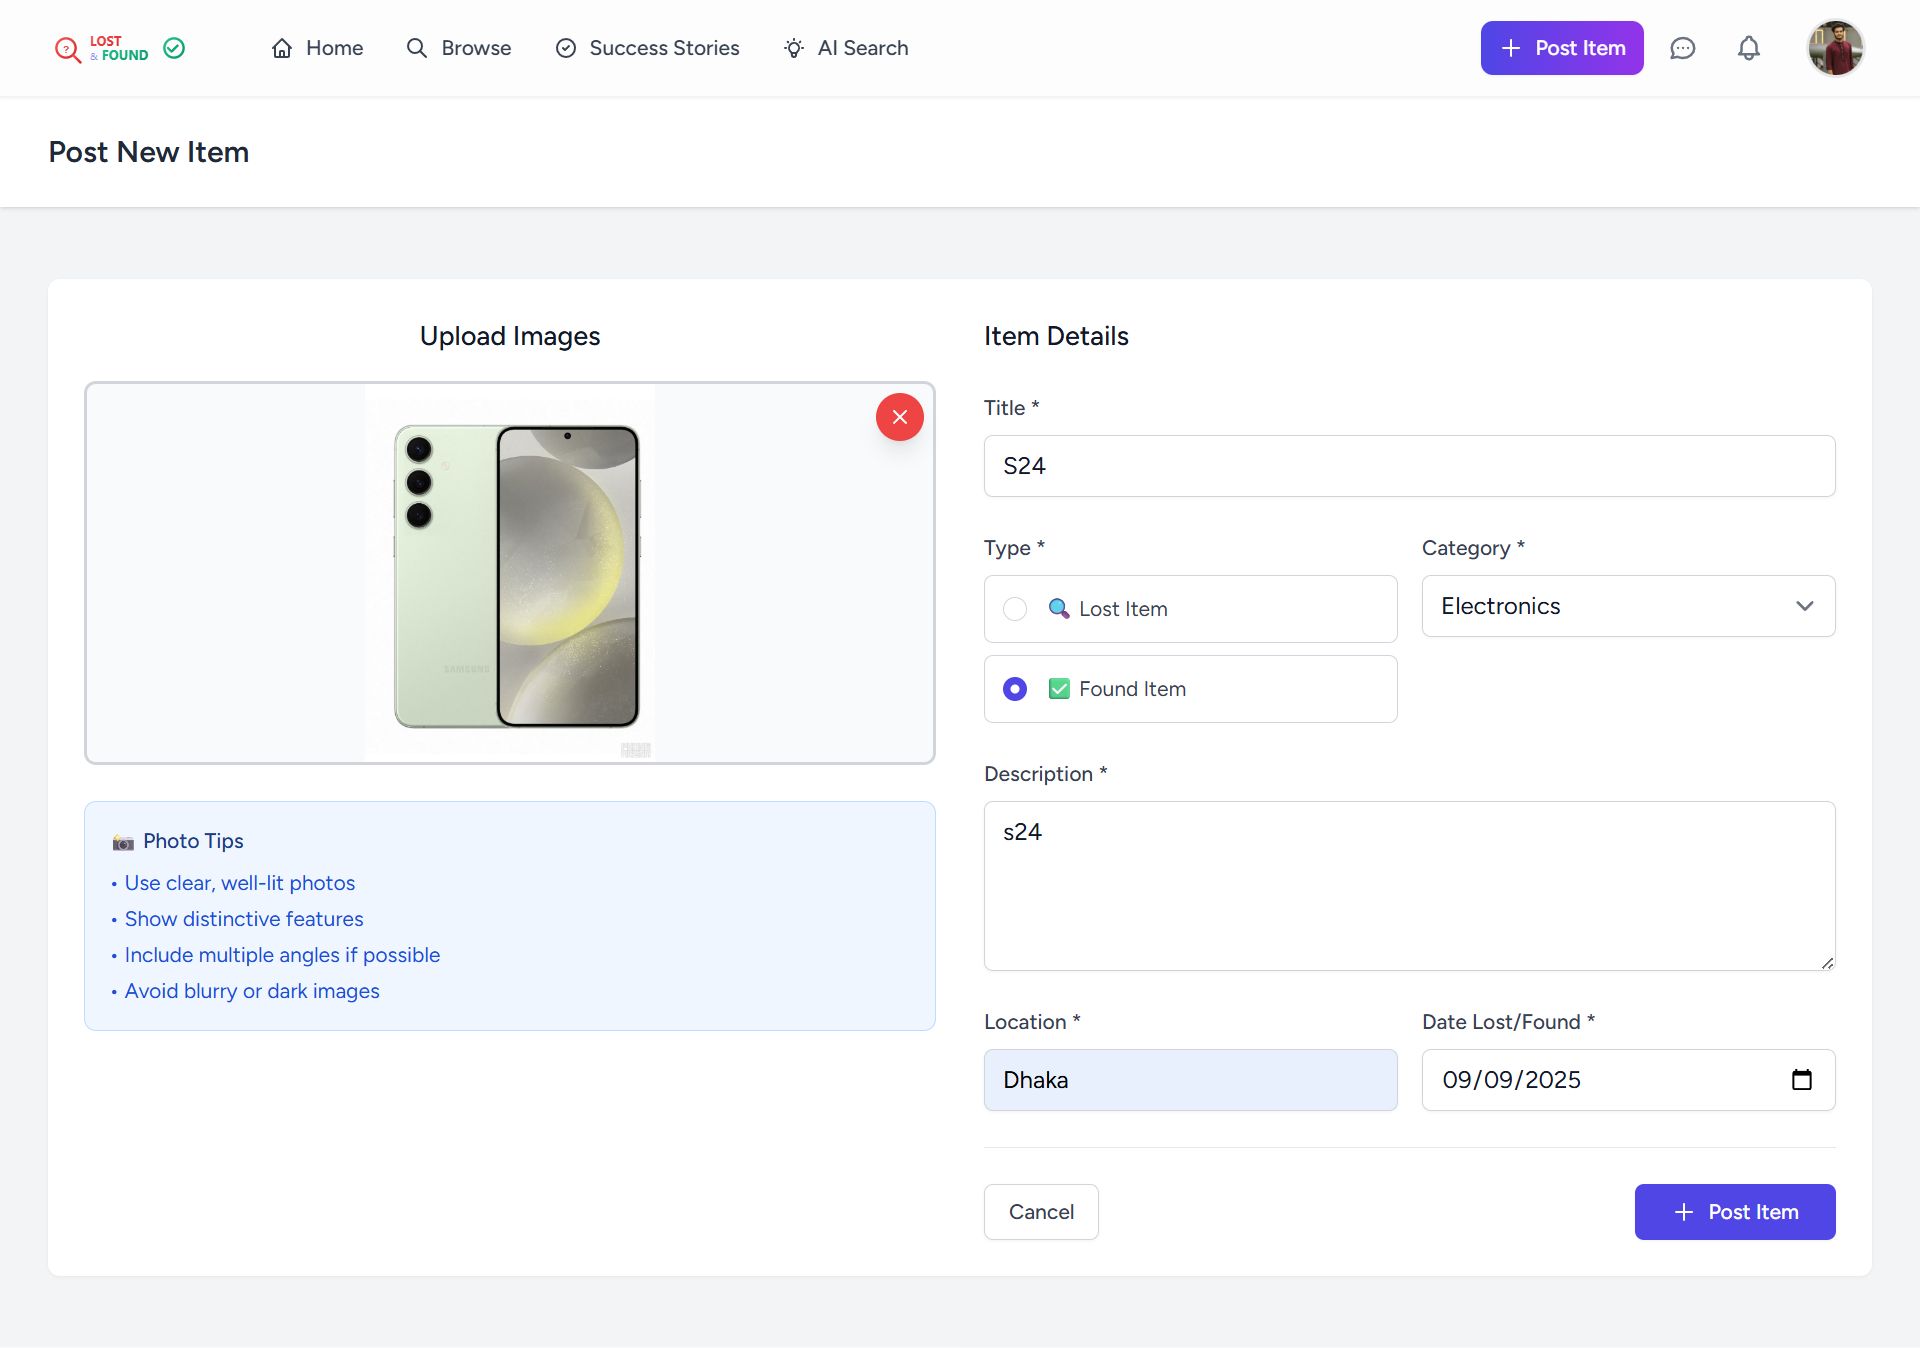 LOST
& FOUND
Home
Browse
Success Stories
AI Search
Post Item
Post New Item
Upload Images
SAMSUNG
Photo Tips
• Use clear, well-lit photos
• Show distinctive features
• Include multiple angles if possible
• Avoid blurry or dark images
Item Details
Title *
S24
Type *
Lost Item
Found Item
Category *
Electronics
Description *
s24
Location *
Dhaka
Date Lost/Found *
09/09/2025
Cancel
Post Item